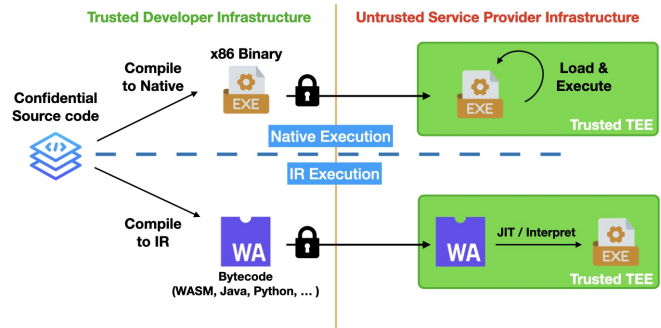 Trusted Developer Infrastructure
Untrusted Service Provider Infrastructure
x86 Binary
Compile
to Native
Confidential
Source code
</>
EXE
EXE
Load &
Execute
Trusted TEE
Native Execution
IR Execution
Compile
to IR
WA
Bytecode
(WASM, Java, Python, … )
WA
JIT / Interpret
EXE
Trusted TEE